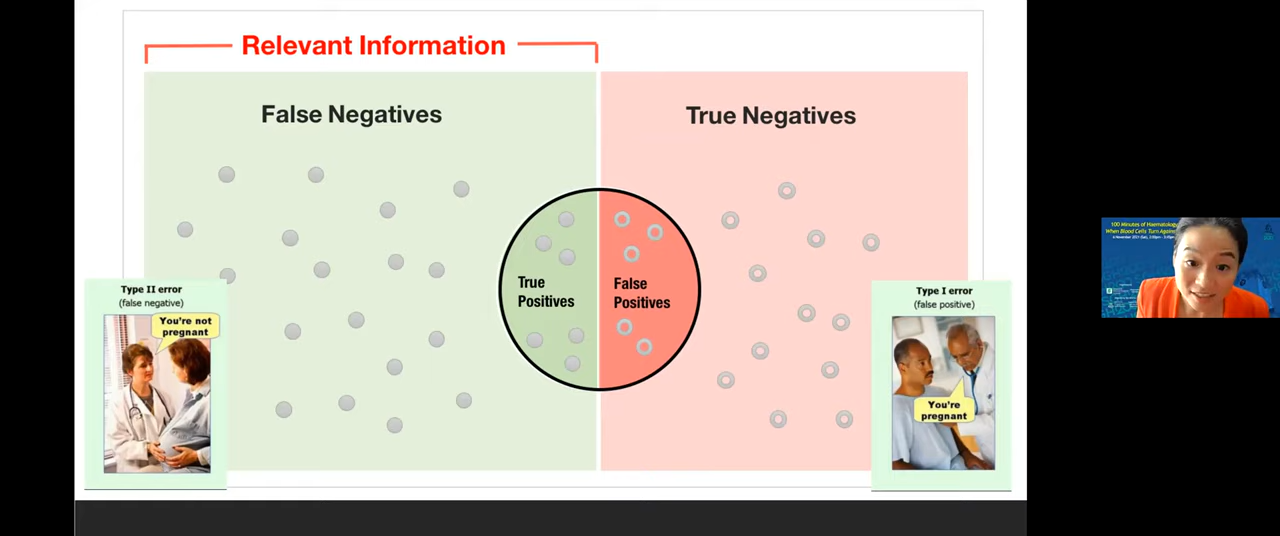 Relevant Information
False Negatives
True Negatives
True
Positives
False
Positives
Type II error
(false negative)
You're not
pregnant
Type I error
(false positive)
You're
pregnant
100 Minutes of Haematology
When Blood Cells Turn Against